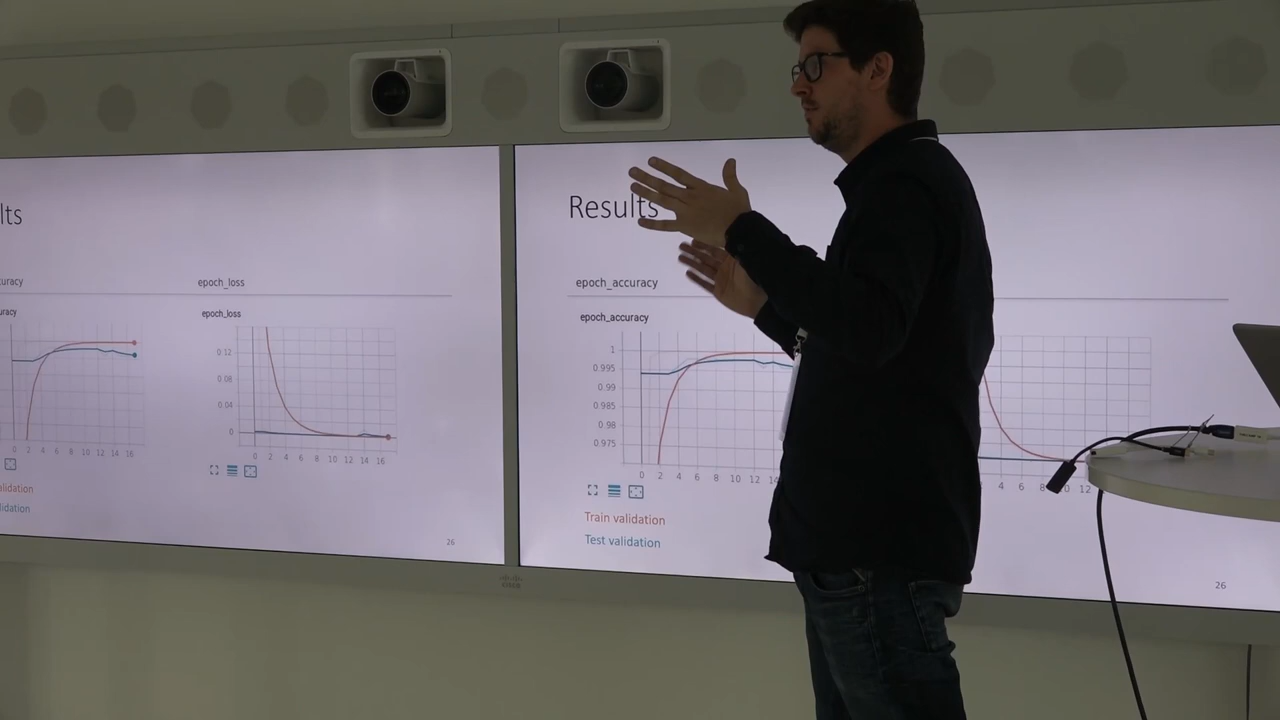 lts
Results
curacy
epoch_loss
epoch_accuracy
uracy
epoch_loss
epoch_accuracy
0.12
0.08
0.04
0
0 2 4 6 8 10 12 14 16
0 2 4 6 8 10 12 14 16
1
0.995
0.99
0.985
0.98
0.975
0 2 4 6 8 10 12
4 6 8 10 12
alidation
idation
Train validation
Test validation
26
26